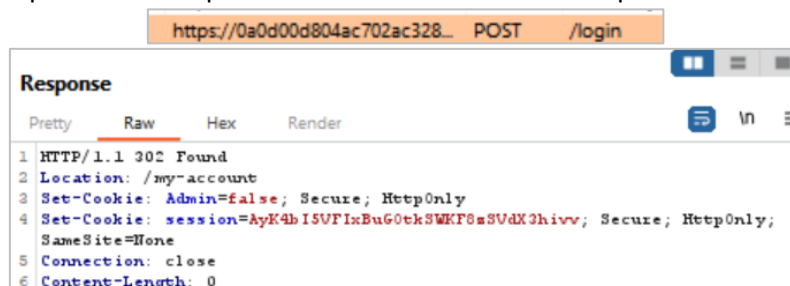 https://0a0d00d804ac702ac328... POST /login
Response
Pretty Raw Hex Render \n
1 HTTP/1.1 302 Found
2 Location: /my-account
3 Set-Cookie: Admin=false; Secure; HttpOnly
4 Set-Cookie: session=AyK4bI5VFIxBuG0tkSWKF8mSVdX3hivv; Secure; HttpOnly;
SameSite=None
5 Connection: close
6 Content-Length: 0